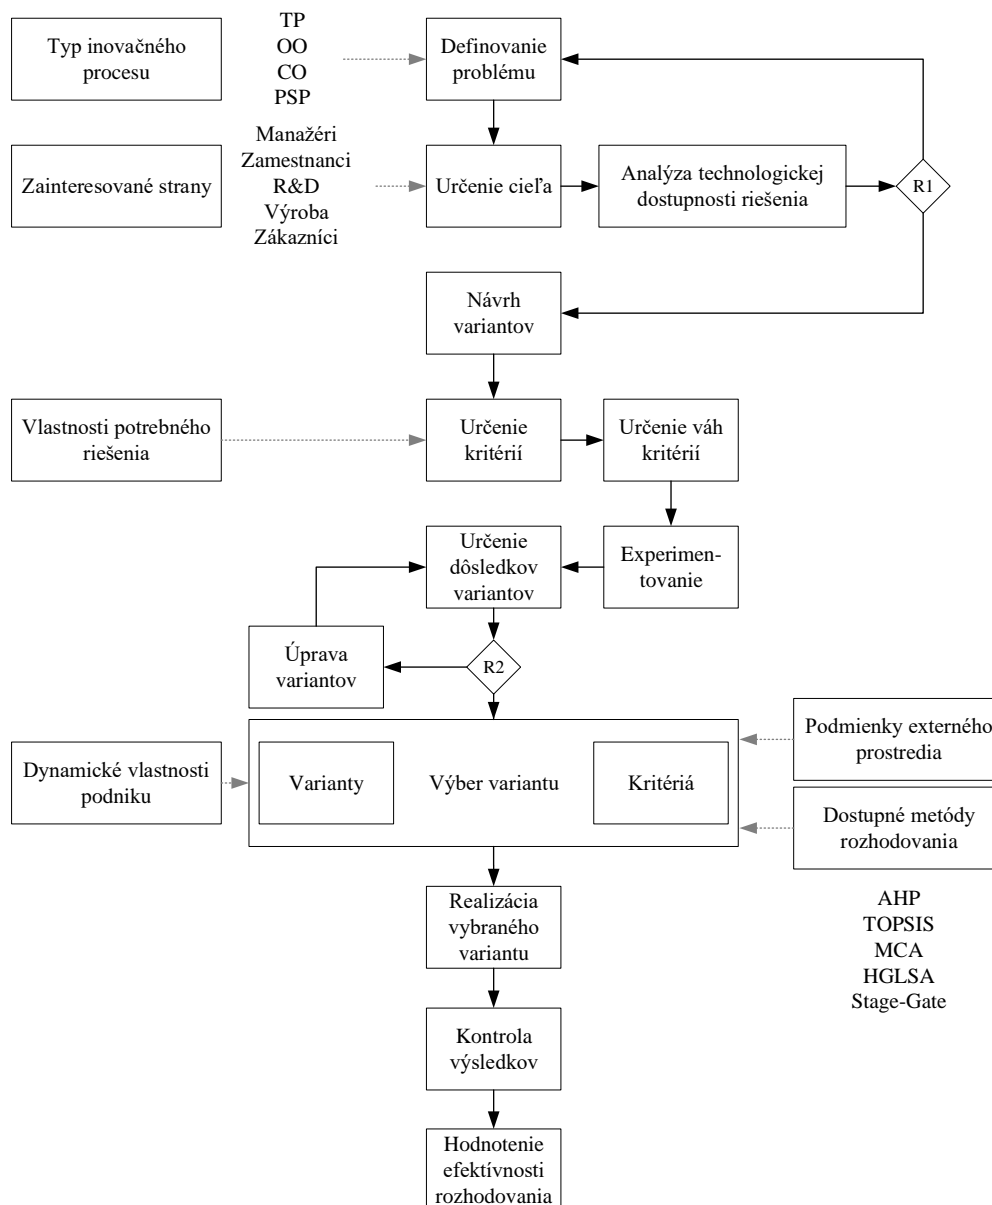 Typ inovačného
procesu
TP
OO
CO
PSP
Definovanie
problému
Zainteresované strany
Manažéri
Zamestnanci
R&D
Výroba
Zákazníci
Určenie cieľa
Analýza technologickej
dostupnosti riešenia
R1
Návrh
variantov
Vlastnosti potrebného
riešenia
Určenie
kritérií
Určenie váh
kritérií
Určenie
dôsledkov
variantov
Experimen-
tovanie
Úprava
variantov
R2
Dynamické vlastnosti
podniku
Varianty
Výber variantu
Kritériá
Podmienky externého
prostredia
Dostupné metódy
rozhodovania
AHP
TOPSIS
MCA
HGLSA
Stage-Gate
Realizácia
vybraného
variantu
Kontrola
výsledkov
Hodnotenie
efektívnosti
rozhodovania